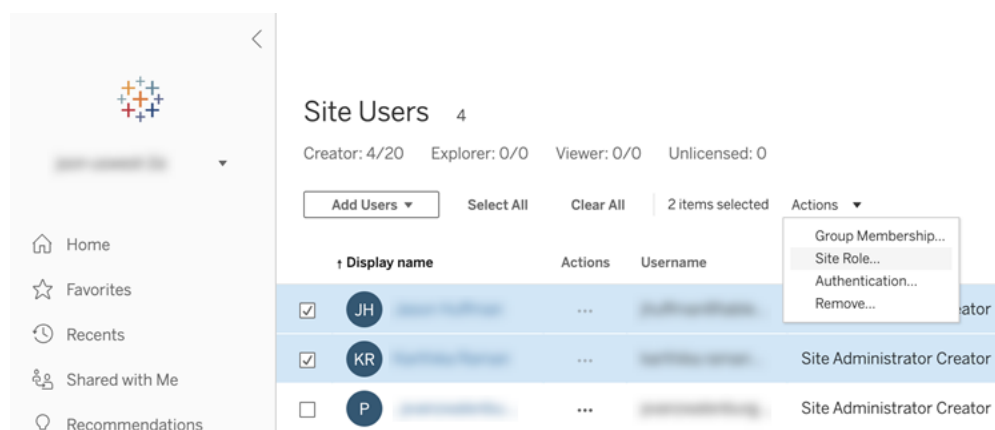 Site Users 4
Creator: 4/20 Explorer: 0/0 Viewer: 0/0 Unlicensed: 0
Add Users ▾ Select All Clear All 2 items selected Actions ▾
Group Membership...
Site Role...
Authentication...
Remove...
↑ Display name Actions Username
JH ... ator
KR ... Site Administrator Creator
P ... Site Administrator Creator
Home
Favorites
Recents
Shared with Me
Recommendations